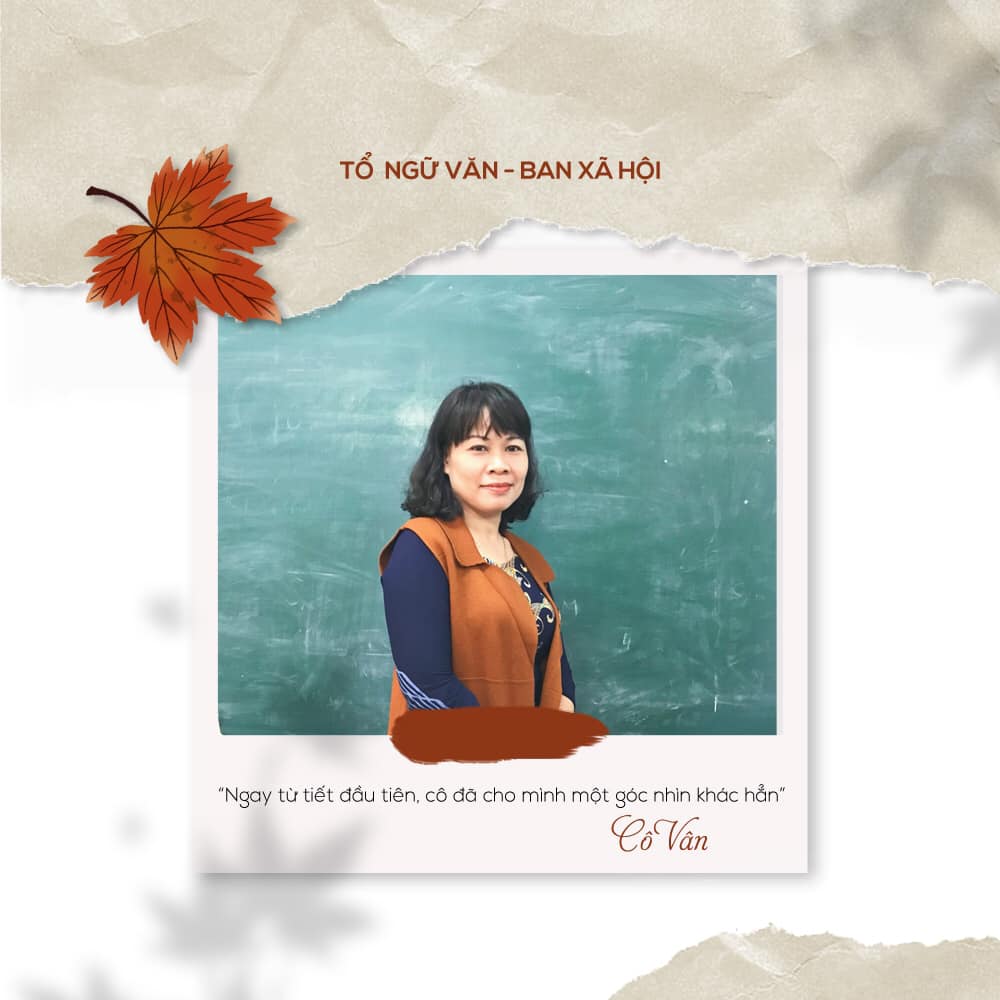 TỔ NGỮ VĂN - BAN XÃ HỘI
“Ngay từ tiết đầu tiên, cô đã cho mình một góc nhìn khác hẳn”
Cô Vân